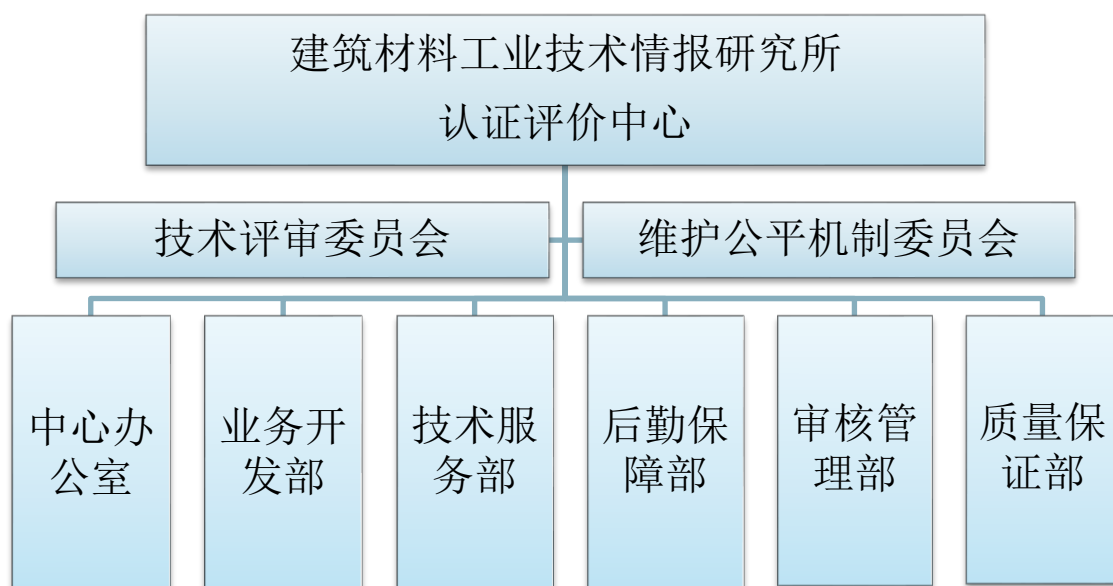 建筑材料工业技术情报研究所
认证评价中心
技术评审委员会
维护公平机制委员会
中心办
公室
业务开
发部
技术服
务部
后勤保
障部
审核管
理部
质量保
证部